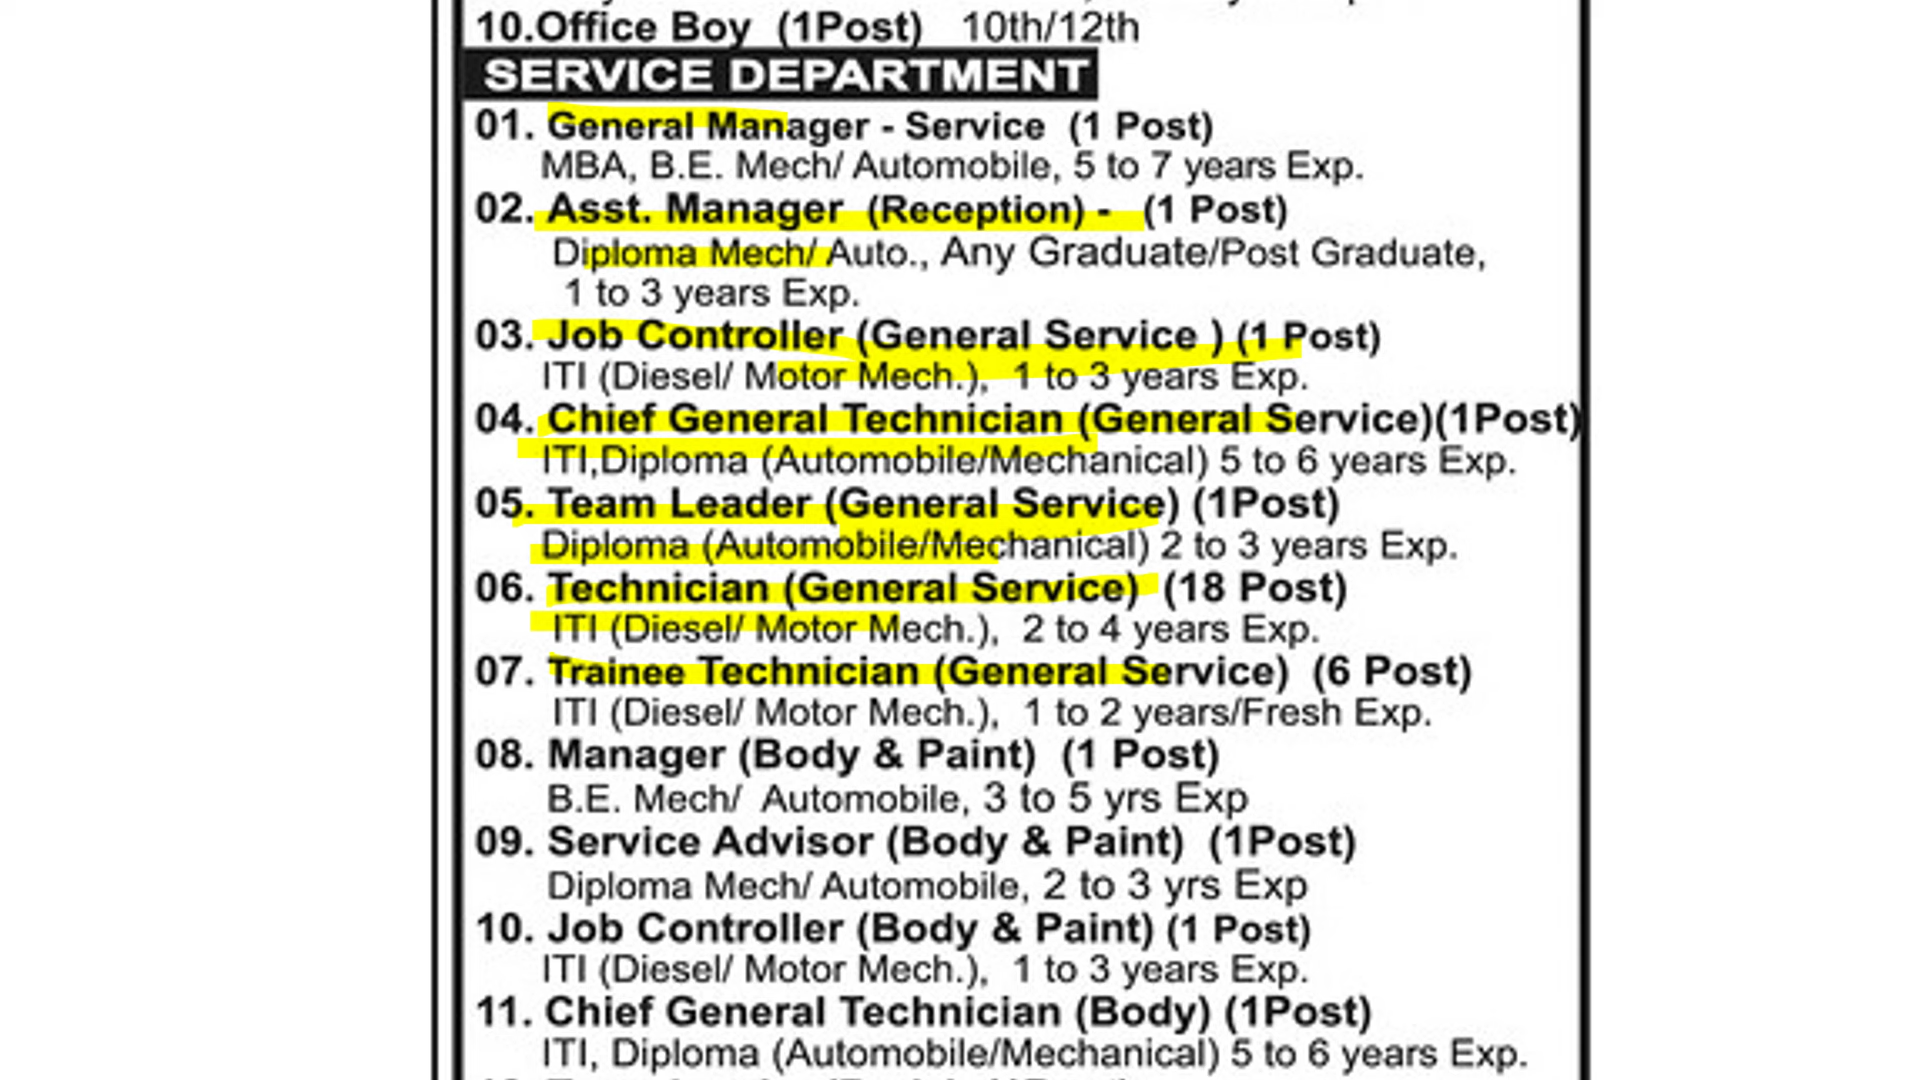 10.Office Boy (1Post) 10th/12th
SERVICE DEPARTMENT
01. General Manager - Service (1 Post)
MBA, B.E. Mech/ Automobile, 5 to 7 years Exp.
02. Asst. Manager (Reception) - (1 Post)
Diploma Mech/ Auto., Any Graduate/Post Graduate,
1 to 3 years Exp.
03. Job Controller (General Service ) (1 Post)
ITI (Diesel/ Motor Mech.), 1 to 3 years Exp.
04. Chief General Technician (General Service)(1Post)
ITI,Diploma (Automobile/Mechanical) 5 to 6 years Exp.
05. Team Leader (General Service) (1Post)
Diploma (Automobile/Mechanical) 2 to 3 years Exp.
06. Technician (General Service) (18 Post)
ITI (Diesel/ Motor Mech.), 2 to 4 years Exp.
07. Trainee Technician (General Service) (6 Post)
ITI (Diesel/ Motor Mech.), 1 to 2 years/Fresh Exp.
08. Manager (Body & Paint) (1 Post)
B.E. Mech/ Automobile, 3 to 5 yrs Exp
09. Service Advisor (Body & Paint) (1Post)
Diploma Mech/ Automobile, 2 to 3 yrs Exp
10. Job Controller (Body & Paint) (1 Post)
ITI (Diesel/ Motor Mech.), 1 to 3 years Exp.
11. Chief General Technician (Body) (1Post)
ITI, Diploma (Automobile/Mechanical) 5 to 6 years Exp.